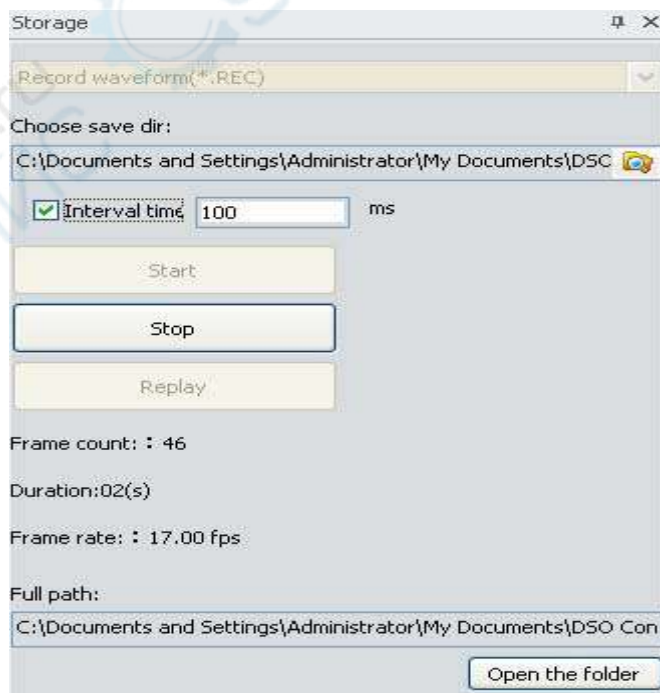 Storage
Record waveform(*.REC)
Choose save dir:
C:\Documents and Settings\Administrator\My Documents\DSC
Interval time 100 ms
Start
Stop
Replay
Frame count: : 46
Duration:02(s)
Frame rate: : 17.00 fps
Full path:
C:\Documents and Settings\Administrator\My Documents\DSO Con
Open the folder